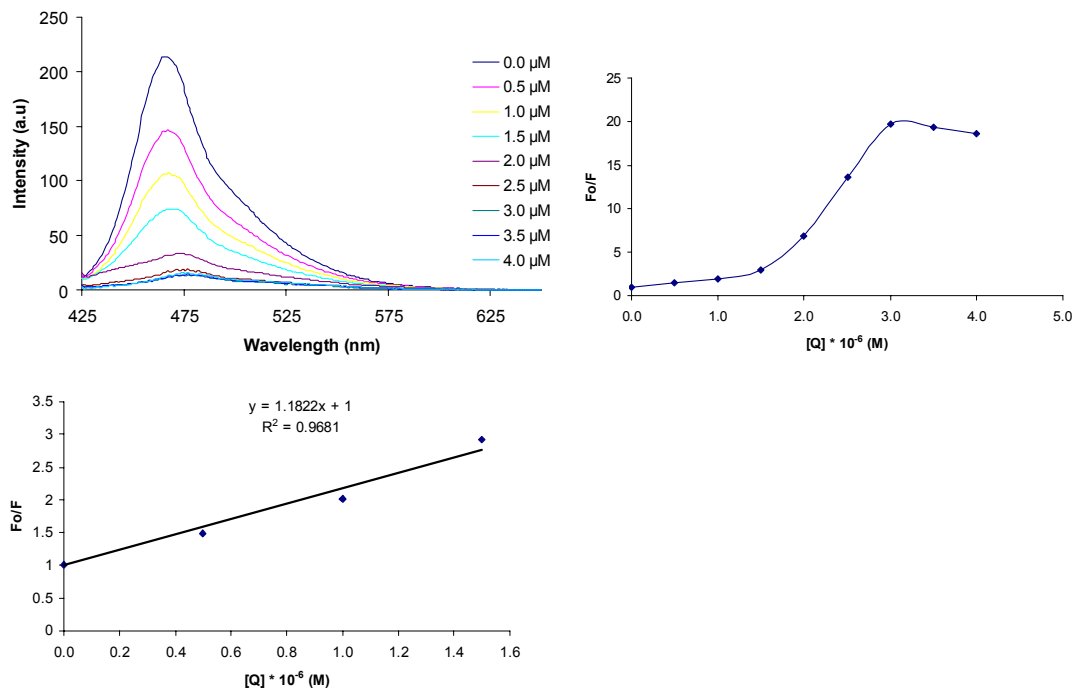 250
200
150
100
50
0
Intensity (a.u)
425 475 525 575 625
Wavelength (nm)
0.0 µM
0.5 µM
1.0 µM
1.5 µM
2.0 µM
2.5 µM
3.0 µM
3.5 µM
4.0 µM
25
20
15
10
5
0
Fo/F
0.0 1.0 2.0 3.0 4.0 5.0
[Q] * 10⁻⁶ (M)
y = 1.1822x + 1
R² = 0.9681
3.5
3
2.5
2
1.5
1
0.5
0
Fo/F
0.0 0.2 0.4 0.6 0.8 1.0 1.2 1.4 1.6
[Q] * 10⁻⁶ (M)